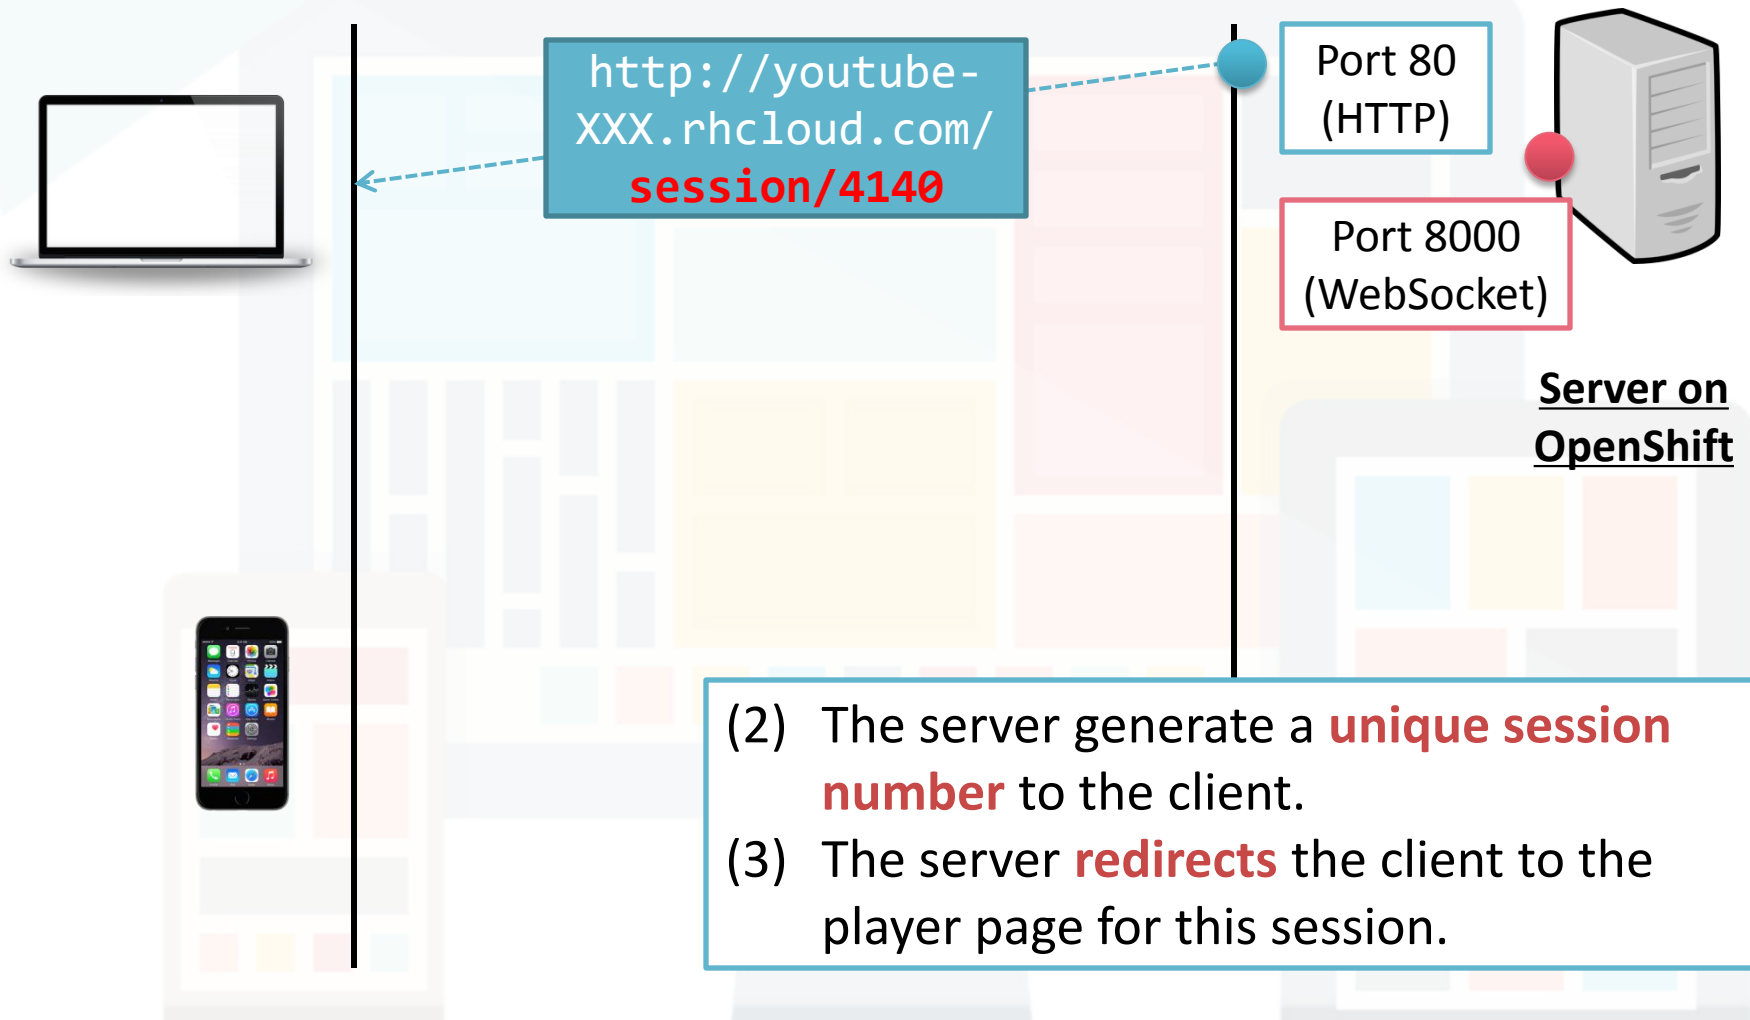 http://youtube-
XXX.rhcloud.com/
session/4140
Port 80
(HTTP)
Port 8000
(WebSocket)
Server on
OpenShift
(2) The server generate a unique session
number to the client.
(3) The server redirects the client to the
player page for this session.